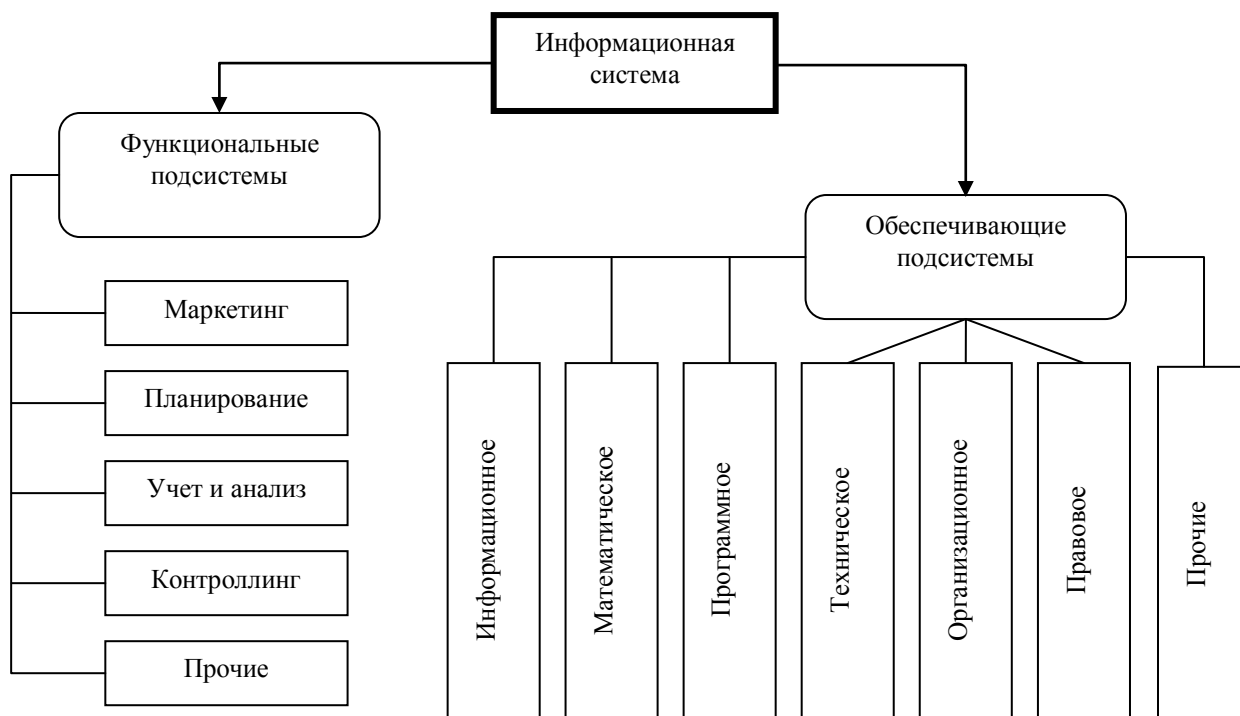 Информационная
система
Функциональные
подсистемы
Маркетинг
Планирование
Учет и анализ
Контроллинг
Прочие
Обеспечивающие
подсистемы
Информационное
Математическое
Программное
Техническое
Организационное
Правовое
Прочие